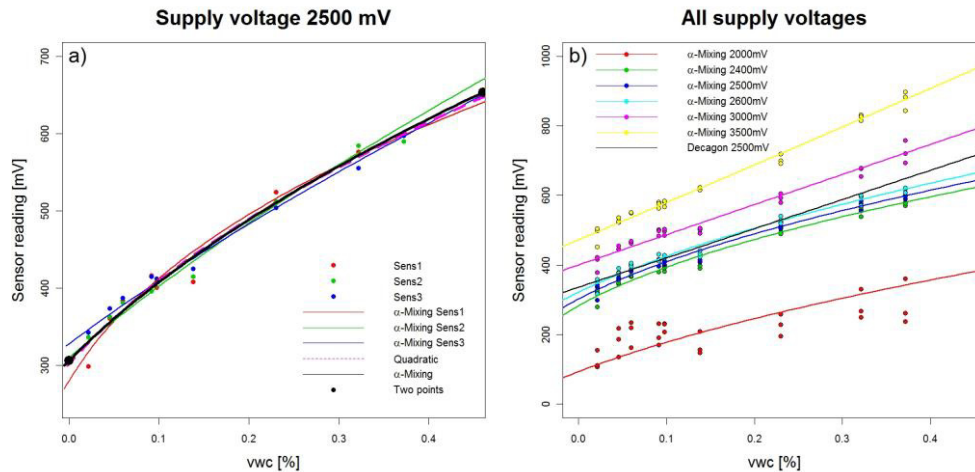 Supply voltage 2500 mV
a)
Sensor reading [mV]
700
600
500
400
300
0.0 0.1 0.2 0.3 0.4
vwc [%]
Sens1
Sens2
Sens3
α-Mixing Sens1
α-Mixing Sens2
α-Mixing Sens3
Quadratic
α-Mixing
Two points
All supply voltages
b)
Sensor reading [mV]
1000
800
600
400
200
0
0.0 0.1 0.2 0.3 0.4
vwc [%]
α-Mixing 2000mV
α-Mixing 2400mV
α-Mixing 2500mV
α-Mixing 2600mV
α-Mixing 3000mV
α-Mixing 3500mV
Decagon 2500mV